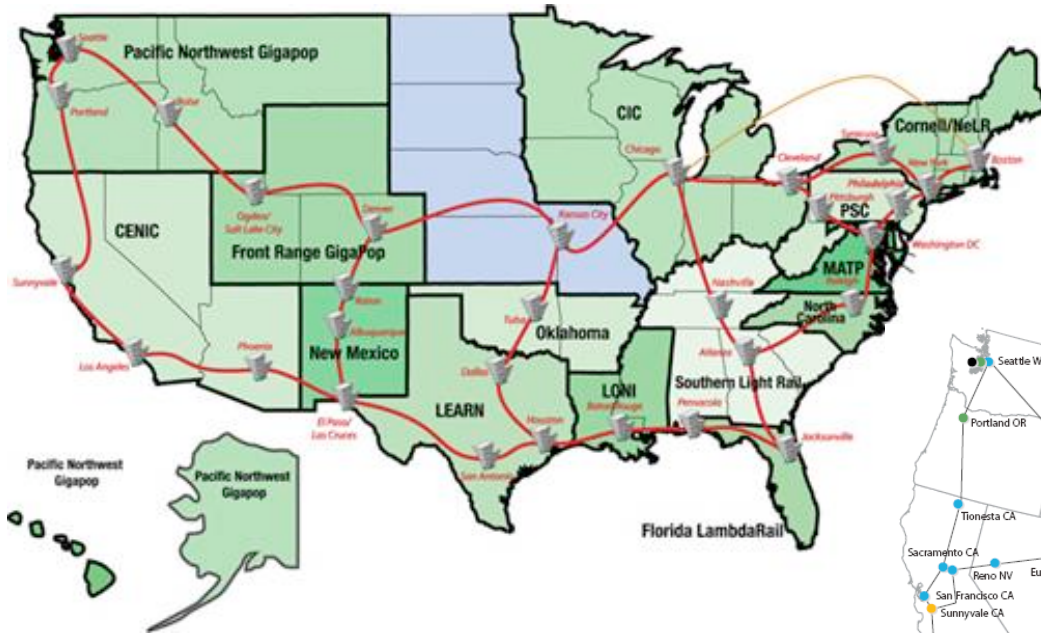 Seattle
Pacific Northwest Gigapop
Portland
Boise
CIC
Cornell/NeLR
Syracuse
New York
Boston
Chicago
Cleveland
Philadelphia
Pittsburgh
PSC
Washington DC
CENIC
Ogden/
Salt Lake City
Denver
Kansas City
Front Range GigaPop
MATP
Raleigh
Sunnyvale
Raton
Nashville
North
Carolina
Tulsa
Oklahoma
Albuquerque
New Mexico
Los Angeles
Phoenix
Atlanta
Dallas
Southern Light Rail
LONI
Baton Rouge
Pensacola
LEARN
El Paso/
Las Cruces
Houston
Jacksonville
San Antonio
Pacific Northwest
Gigapop
Pacific Northwest
Gigapop
Florida LambdaRail
Seattle W
Portland OR
Tionesta CA
Sacramento CA
Reno NV
Eu
San Francisco CA
Sunnyvale CA